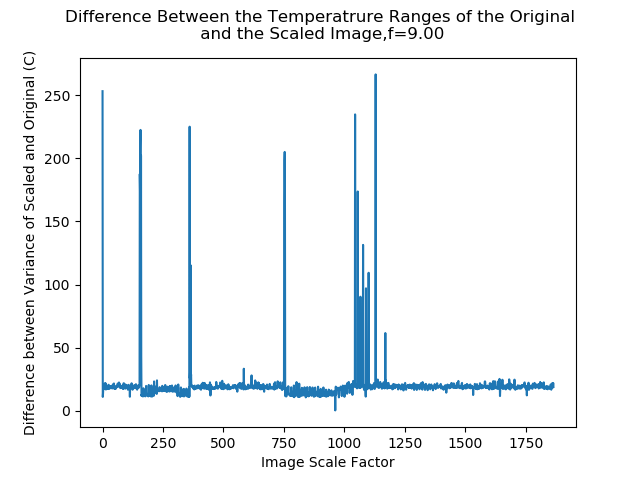 Difference Between the Temperatrure Ranges of the Original
and the Scaled Image,f=9.00
Difference between Variance of Scaled and Original (C)
250
200
150
100
50
0
0 250 500 750 1000 1250 1500 1750
Image Scale Factor